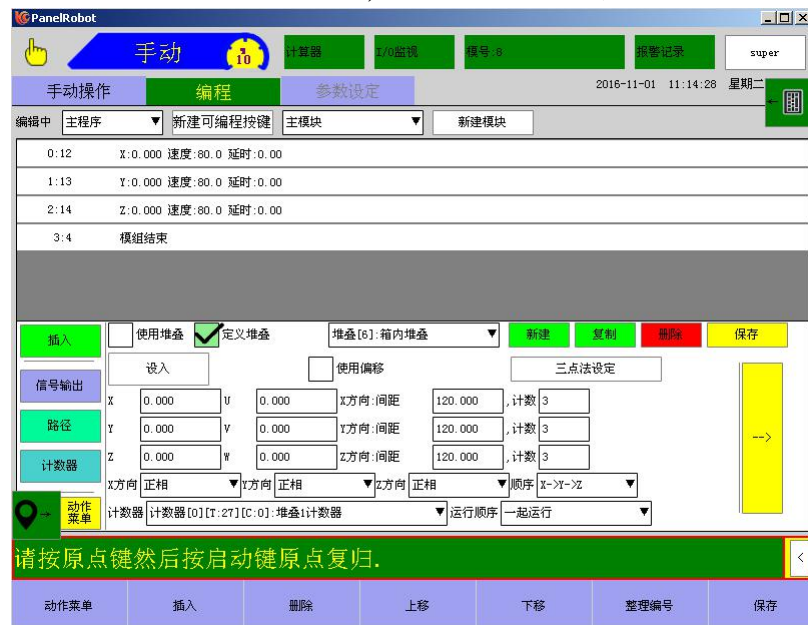 PanelRobot
手动 10 计算器 I/O监视 模号:8 报警记录 super
手动操作 编程 参数设定 2016-11-01 11:14:28 星期二
编辑中 主程序 新建可编程按键 主模块 新建模块
0:12 X:0.000 速度:80.0 延时:0.00
1:13 Y:0.000 速度:80.0 延时:0.00
2:14 Z:0.000 速度:80.0 延时:0.00
3:4 模组结束
插入 使用堆叠 定义堆叠 堆叠[6]:箱内堆叠 新建 复制 删除 保存
设入 使用偏移 三点法设定
信号输出
X 0.000 U 0.000 X方向:间距 120.000 ,计数 3
路径 Y 0.000 V 0.000 Y方向:间距 120.000 ,计数 3
-->
计数器 Z 0.000 W 0.000 Z方向:间距 120.000 ,计数 3
X方向 正相 Y方向 正相 Z方向 正相 顺序 X->Y->Z
动作菜单 计数器 计数器[0][T:27][C:0]:堆叠1计数器 运行顺序 一起运行
请按原点键然后按启动键原点复归. <
动作菜单 插入 删除 上移 下移 整理编号 保存